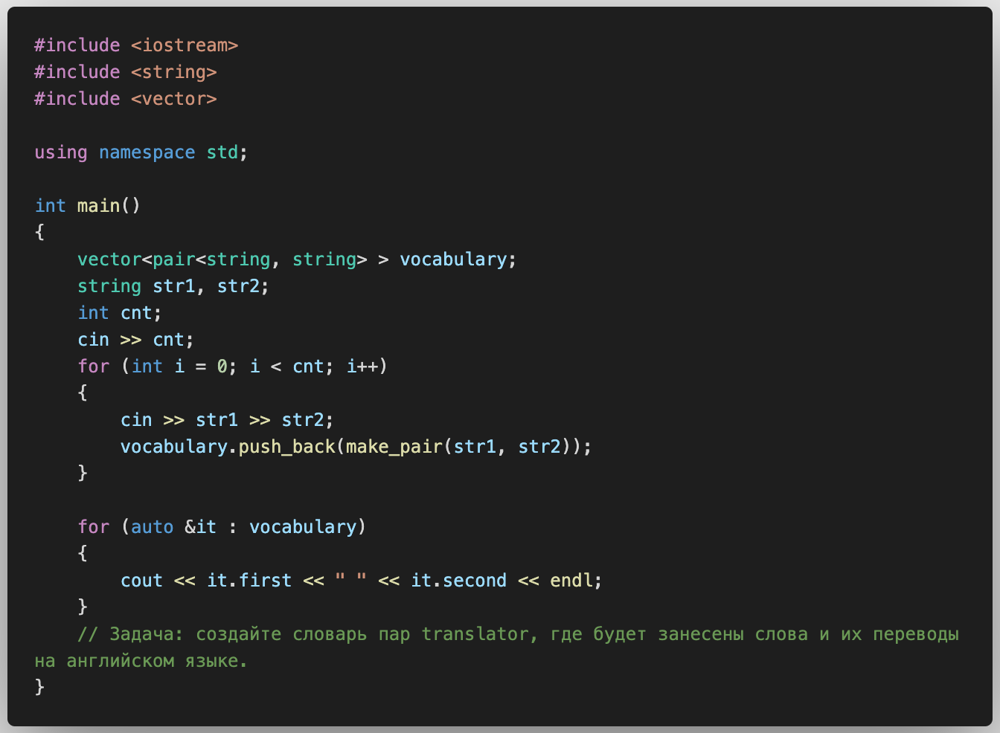 #include <iostream>
#include <string>
#include <vector>

using namespace std;

int main()
{
    vector<pair<string, string> > vocabulary;
    string str1, str2;
    int cnt;
    cin >> cnt;
    for (int i = 0; i < cnt; i++)
    {
        cin >> str1 >> str2;
        vocabulary.push_back(make_pair(str1, str2));
    }

    for (auto &it : vocabulary)
    {
        cout << it.first << " " << it.second << endl;
    }
    // Задача: создайте словарь пар translator, где будет занесены слова и их переводы
на английском языке.
}